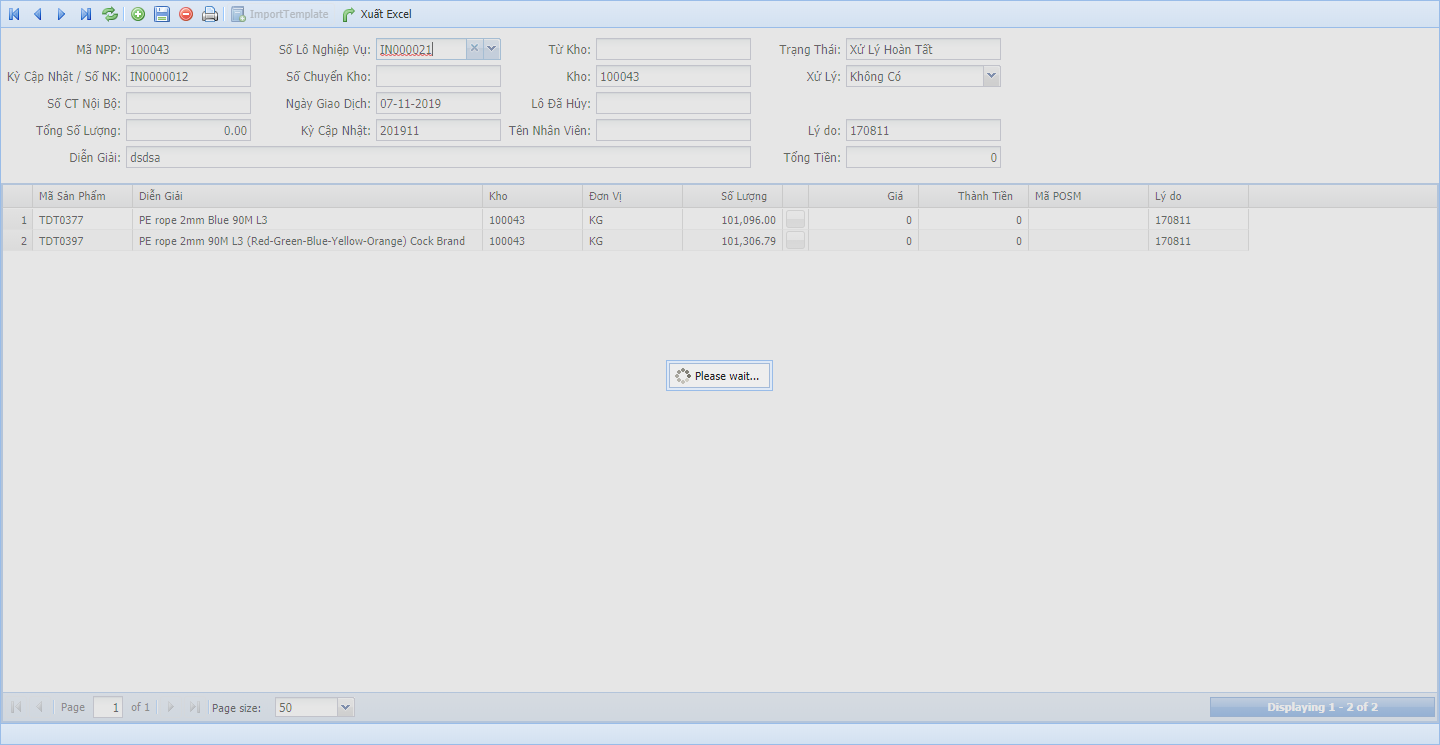 ImportTemplate Xuất Excel
Mã NPP: 100043 Số Lô Nghiệp Vụ: IN000021 Từ Kho: Trạng Thái: Xử Lý Hoàn Tất
Kỳ Cập Nhật / Số NK: IN0000012 Số Chuyển Kho: Kho: 100043 Xử Lý: Không Có
Số CT Nội Bộ: Ngày Giao Dịch: 07-11-2019 Lô Đã Hủy:
Tổng Số Lượng: 0.00 Kỳ Cập Nhật: 201911 Tên Nhân Viên: Lý do: 170811
Diễn Giải: dsdsa Tổng Tiền: 0
Mã Sản Phẩm Diễn Giải Kho Đơn Vị Số Lượng Giá Thành Tiền Mã POSM Lý do
1 TDT0377 PE rope 2mm Blue 90M L3 100043 KG 101,096.00 0 0 170811
2 TDT0397 PE rope 2mm 90M L3 (Red-Green-Blue-Yellow-Orange) Cock Brand 100043 KG 101,306.79 0 0 170811
Please wait...
Page 1 of 1 Page size: 50 Displaying 1 - 2 of 2